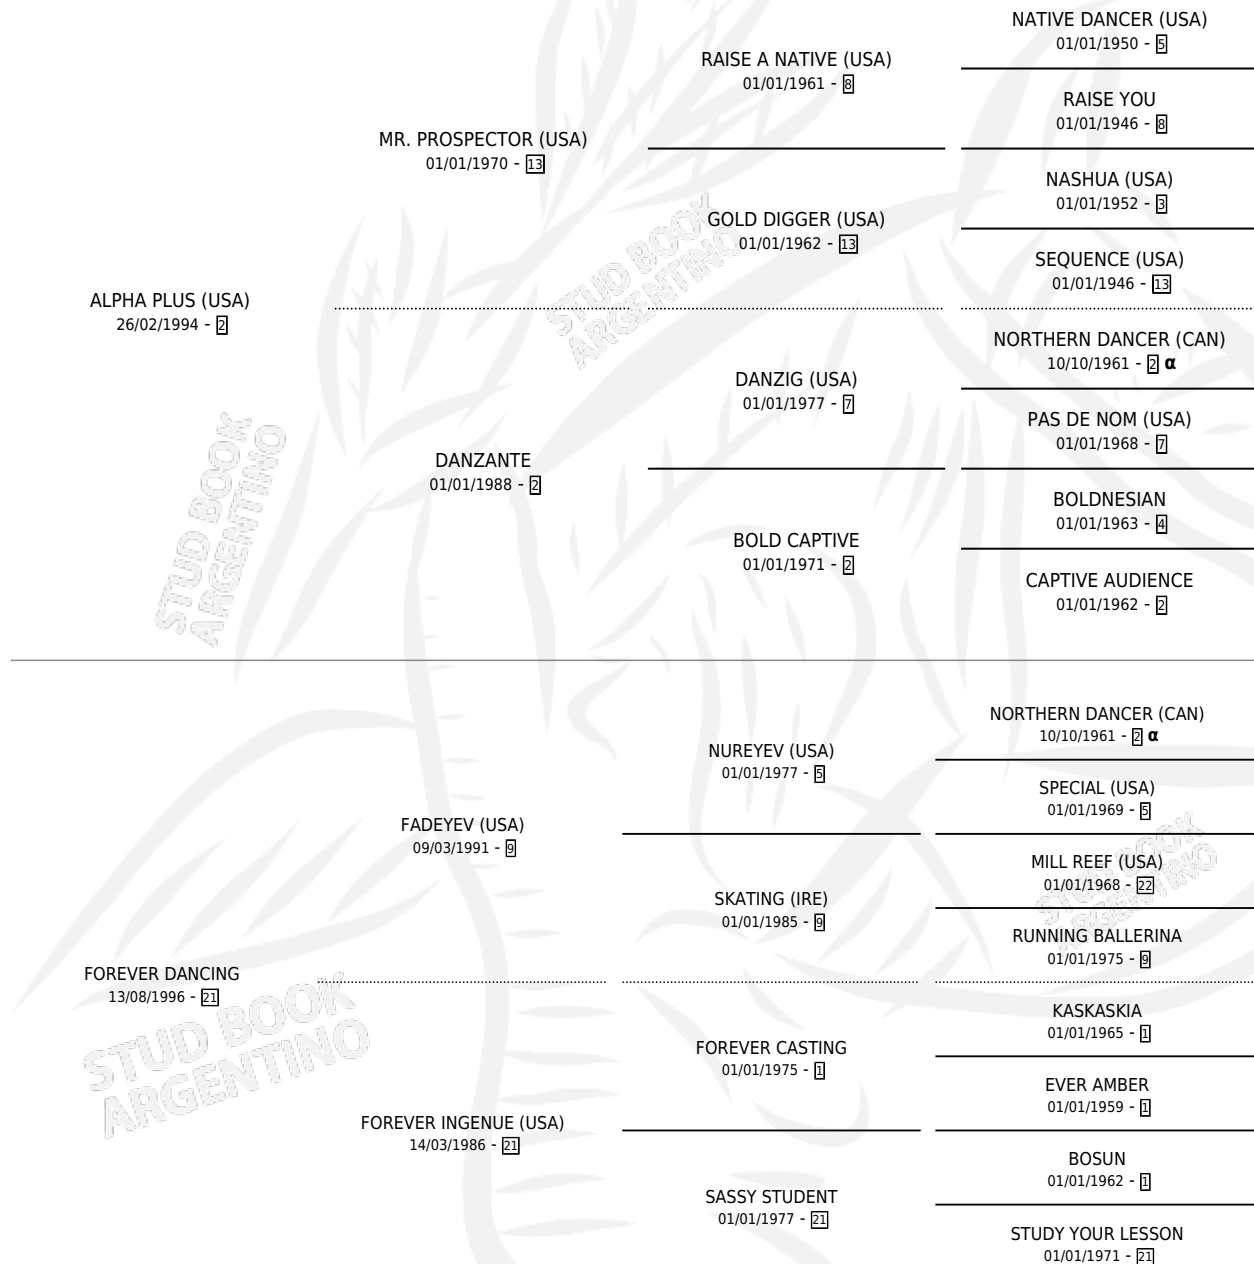 NATIVE DANCER (USA)
01/01/1950 - 5
RAISE A NATIVE (USA)
01/01/1961 - 8
RAISE YOU
01/01/1946 - 8
MR. PROSPECTOR (USA)
01/01/1970 - 13
NASHUA (USA)
01/01/1952 - 3
GOLD DIGGER (USA)
01/01/1962 - 13
SEQUENCE (USA)
01/01/1946 - 13
ALPHA PLUS (USA)
26/02/1994 - 2
STUD BOOK
ARGENTINO
NORTHERN DANCER (CAN)
10/10/1961 - 2 α
DANZIG (USA)
01/01/1977 - 7
PAS DE NOM (USA)
01/01/1968 - 7
DANZANTE
01/01/1988 - 2
BOLDNESIAN
01/01/1963 - 4
BOLD CAPTIVE
01/01/1971 - 2
CAPTIVE AUDIENCE
01/01/1962 - 2
STUD BOOK
ARGENTINO
NORTHERN DANCER (CAN)
10/10/1961 - 2 α
NUREYEV (USA)
01/01/1977 - 5
SPECIAL (USA)
01/01/1969 - 5
FADEYEV (USA)
09/03/1991 - 9
MILL REEF (USA)
01/01/1968 - 22
STUD BOOK
ARGENTINO
SKATING (IRE)
01/01/1985 - 9
RUNNING BALLERINA
01/01/1975 - 9
FOREVER DANCING
13/08/1996 - 21
STUD BOOK
ARGENTINO
KASKASKIA
01/01/1965 - 1
FOREVER CASTING
01/01/1975 - 1
EVER AMBER
01/01/1959 - 1
FOREVER INGENUE (USA)
14/03/1986 - 21
BOSUN
01/01/1962 - 1
SASSY STUDENT
01/01/1977 - 21
STUDY YOUR LESSON
01/01/1971 - 21